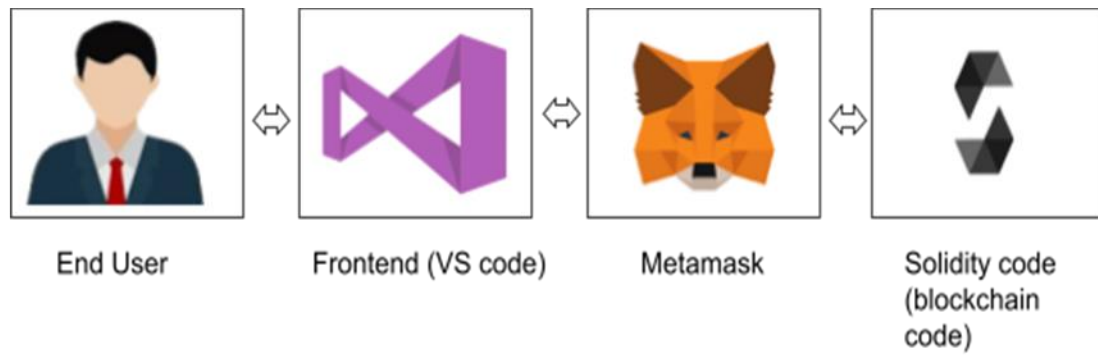 End User
Frontend (VS code)
Metamask
Solidity code
(blockchain
code)